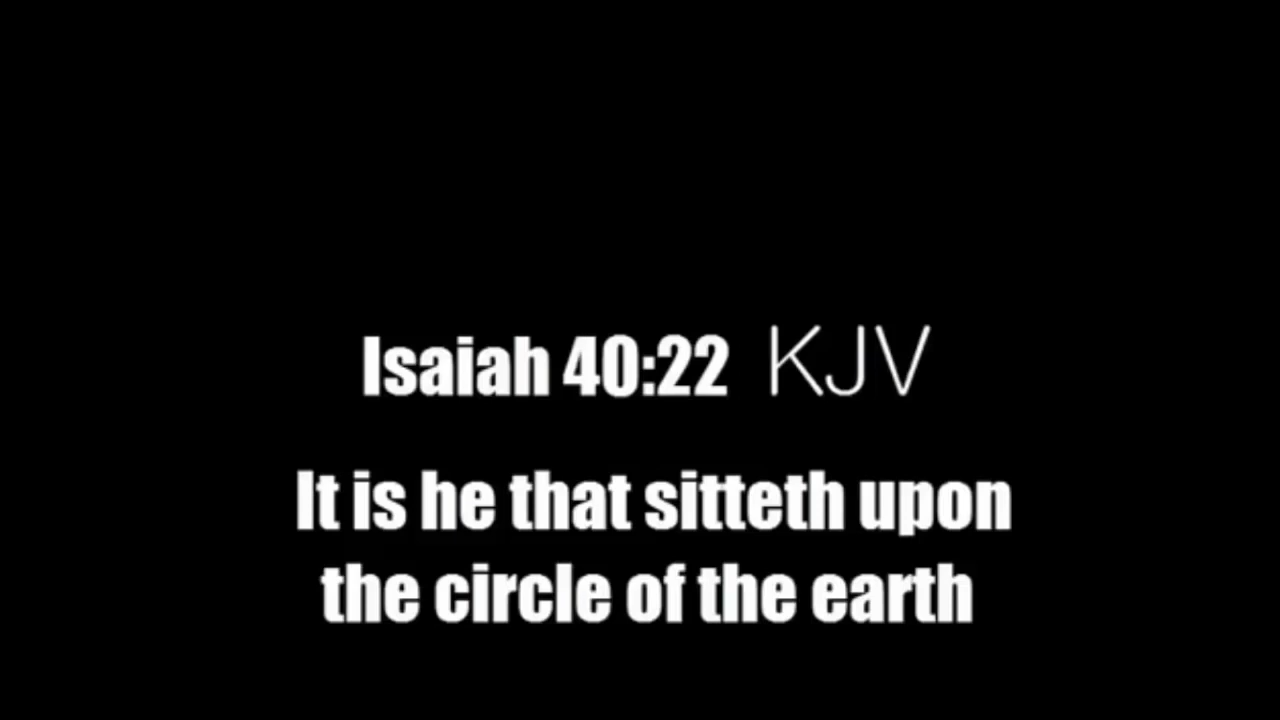 Isaiah 40:22 KJV
It is he that sitteth upon
the circle of the earth